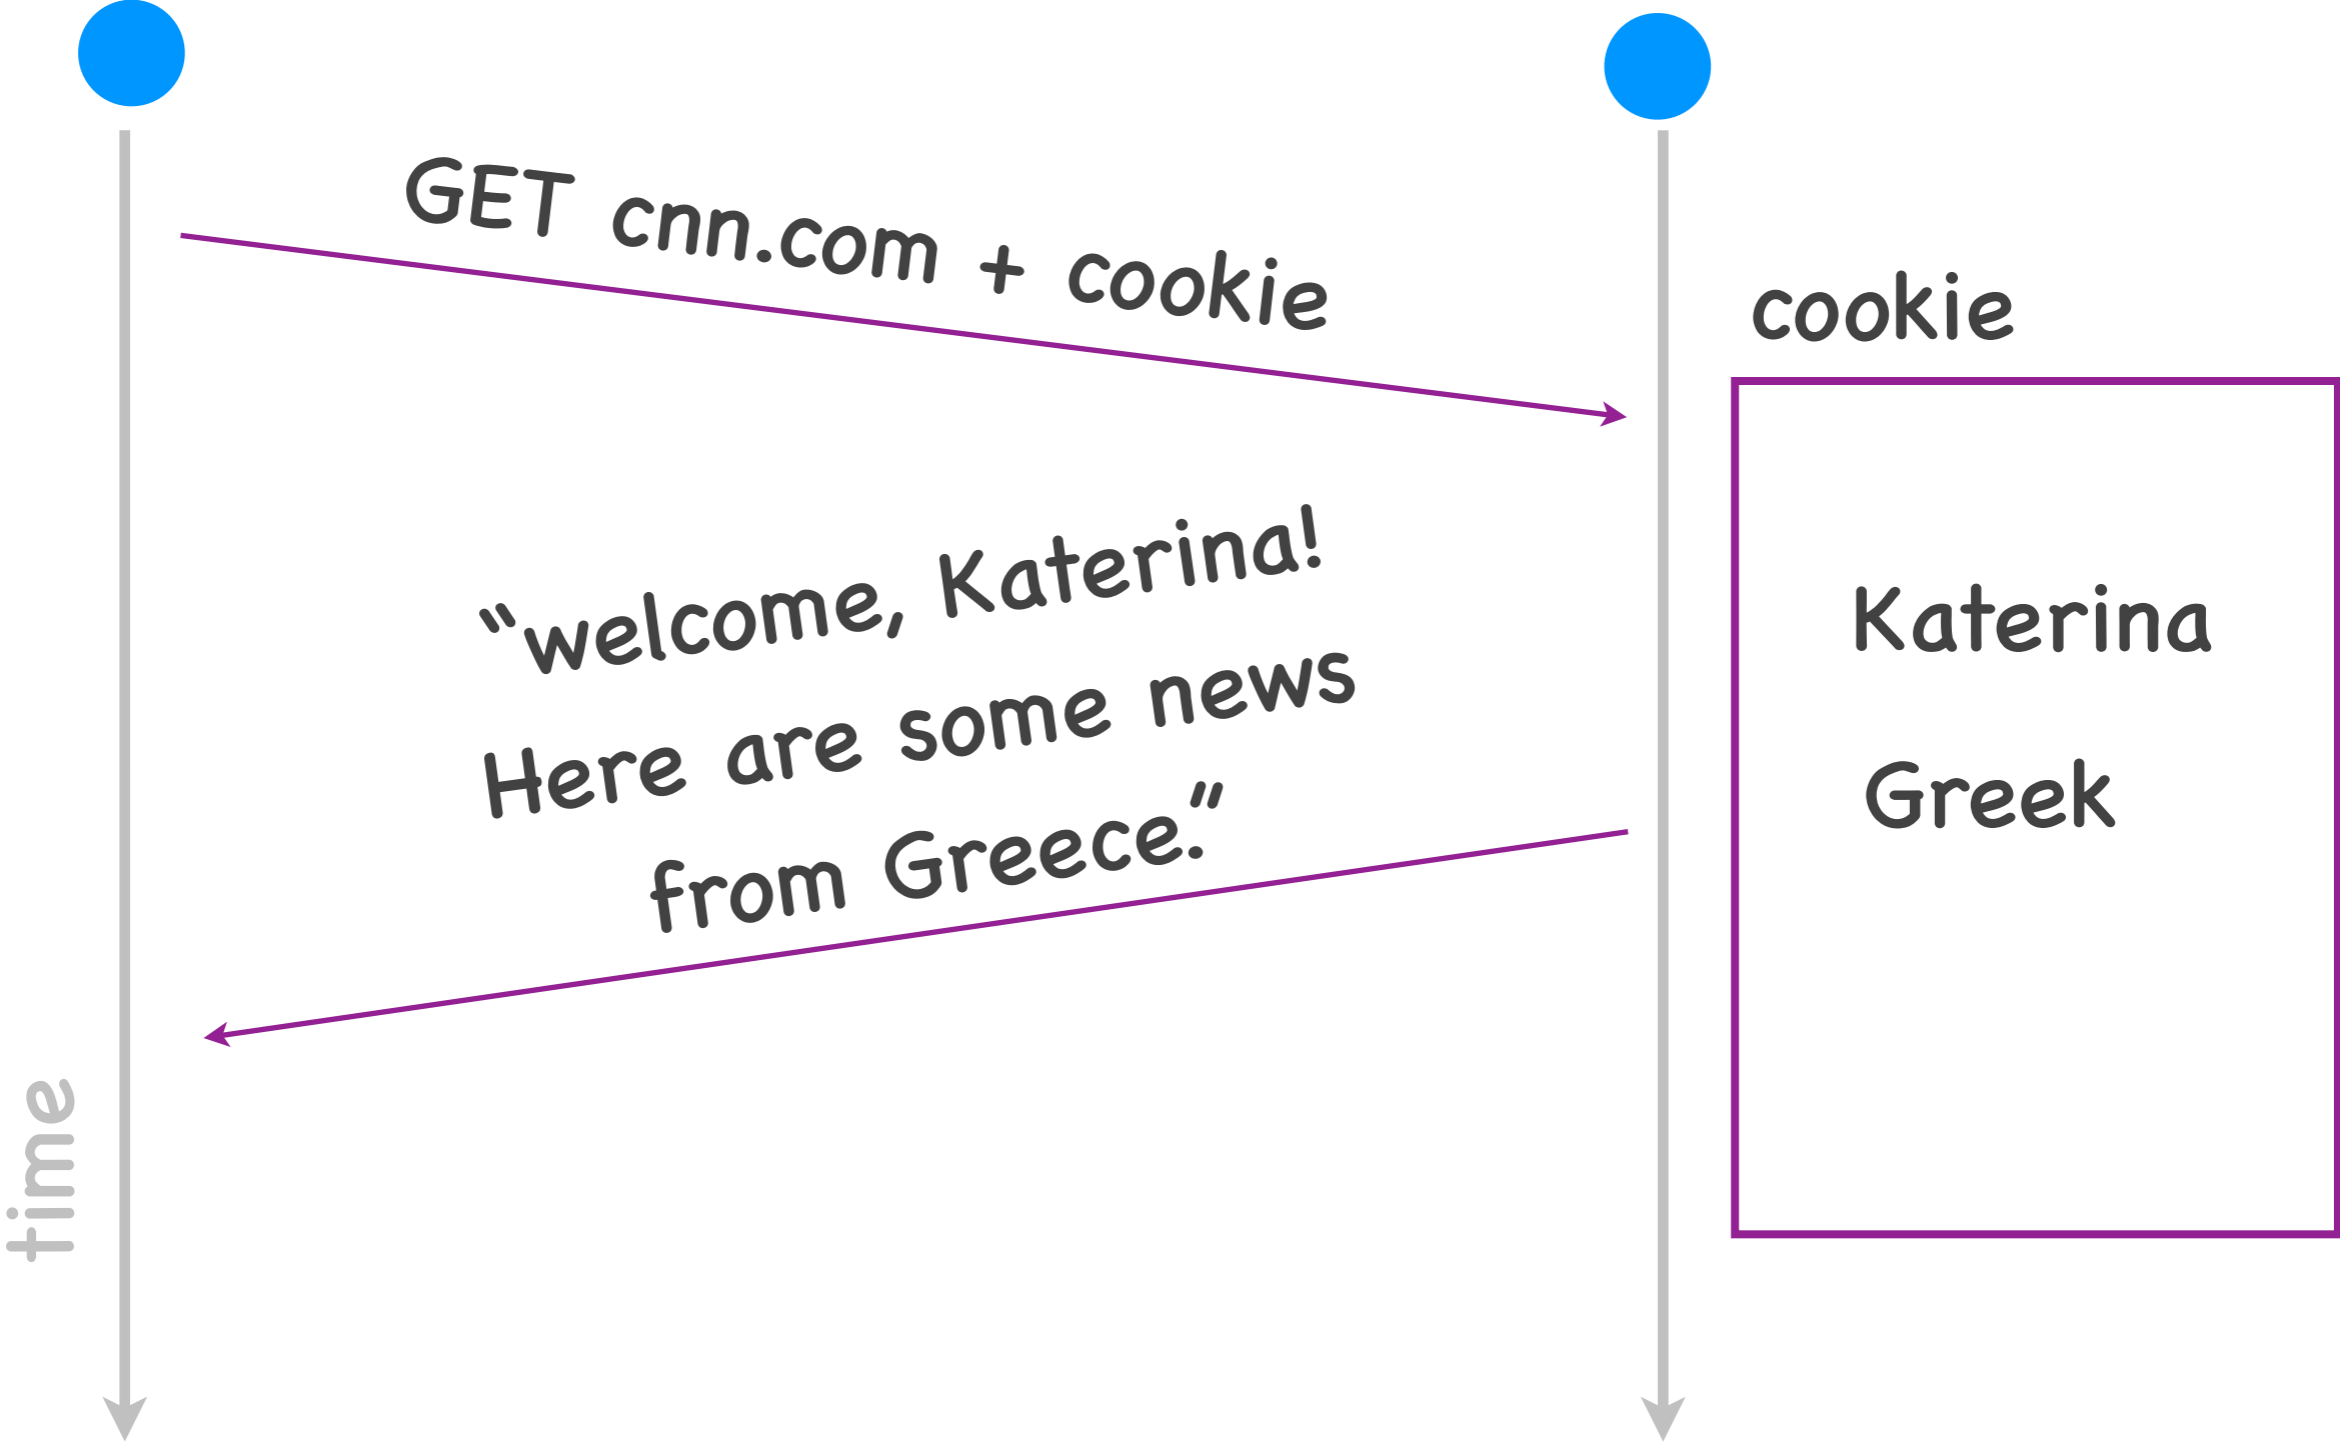 GET cnn.com + cookie
cookie
“welcome, Katerina!
Here are some news
from Greece.”
Katerina
Greek
time